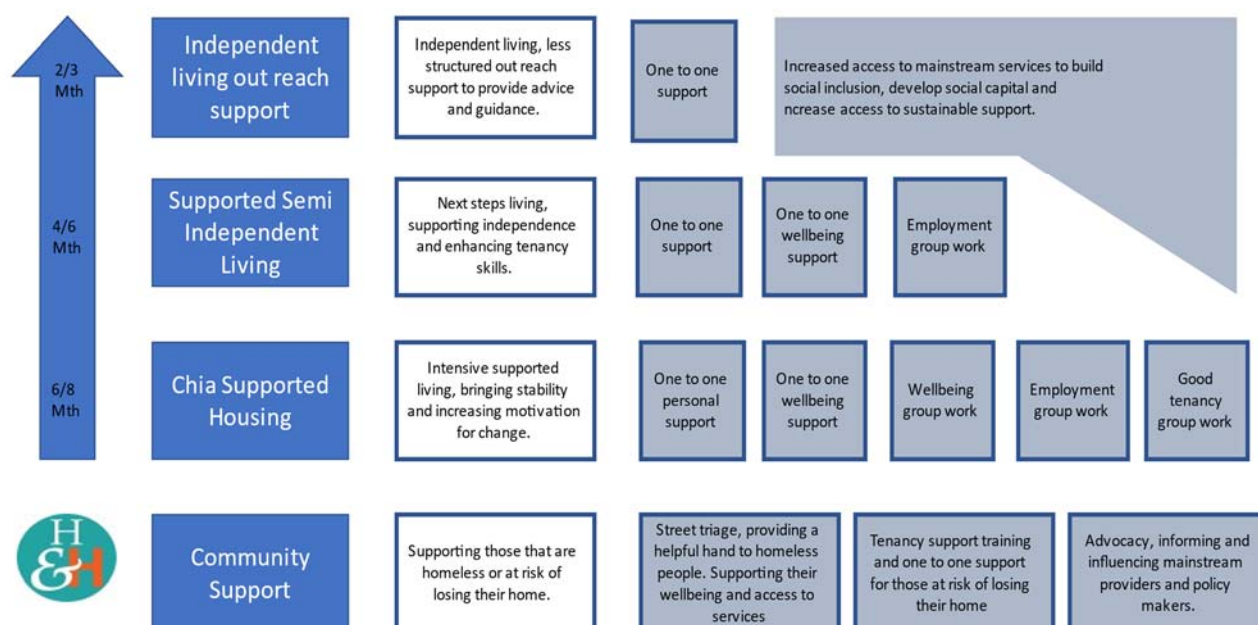 2/3
Mth
Independent
living out reach
support
Independent living, less
structured out reach
support to provide advice
and guidance.
One to one
support
Increased access to mainstream services to build
social inclusion, develop social capital and
ncrease access to sustainable support.
4/6
Mth
Supported Semi
Independent
Living
Next steps living,
supporting independence
and enhancing tenancy
skills.
One to one
support
One to one
wellbeing
support
Employment
group work
6/8
Mth
Chia Supported
Housing
Intensive supported
living, bringing stability
and increasing motivation
for change.
One to one
personal
support
One to one
wellbeing
support
Wellbeing
group work
Employment
group work
Good
tenancy
group work
H
&H
Community
Support
Supporting those that are
homeless or at risk of
losing their home.
Street triage, providing a
helpful hand to homeless
people. Supporting their
wellbeing and access to
services
Tenancy support training
and one to one support
for those at risk of losing
their home
Advocacy, informing and
influencing mainstream
providers and policy
makers.